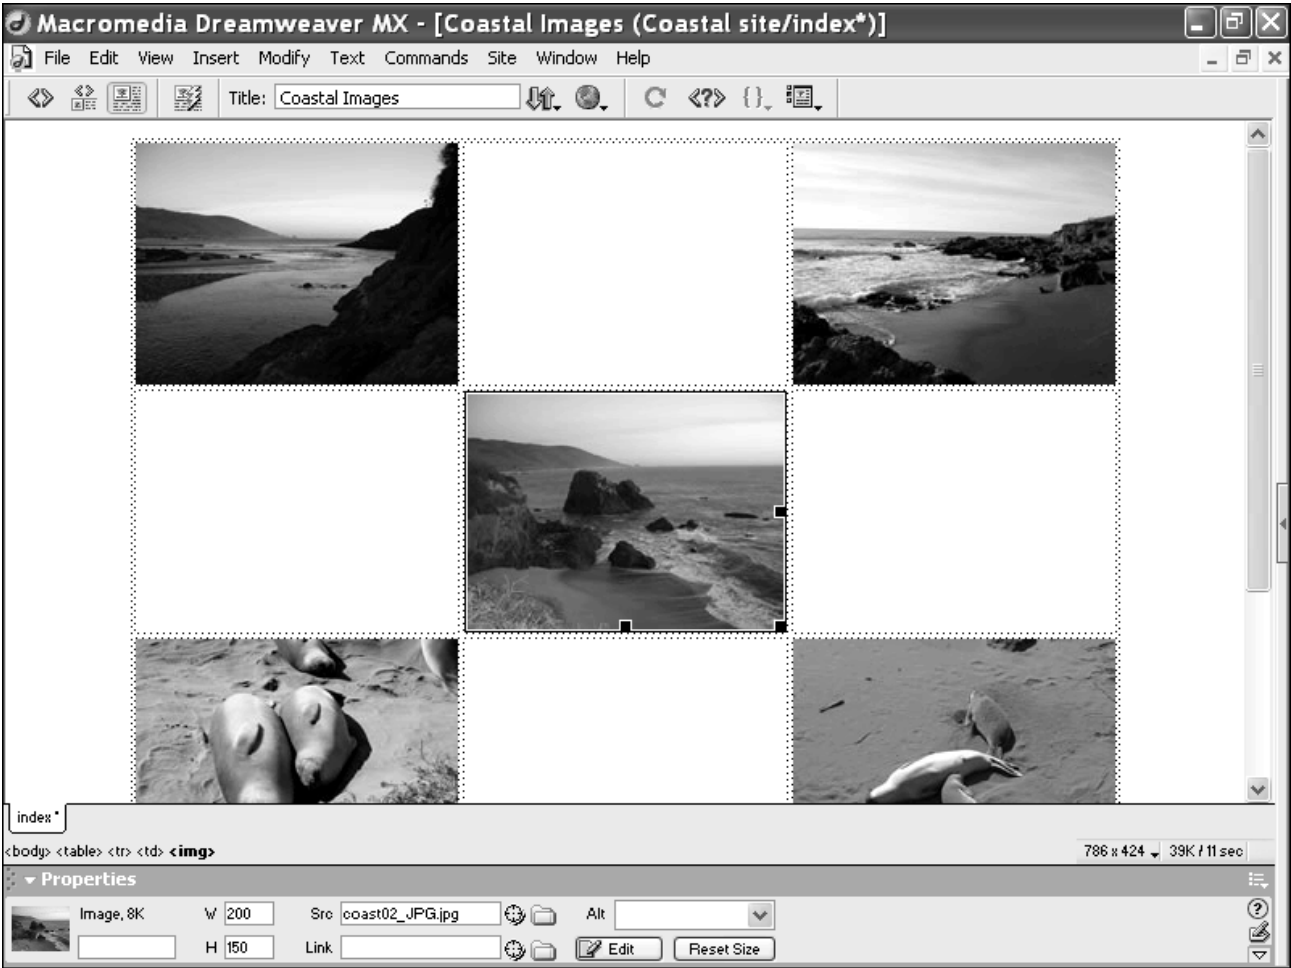 Macromedia Dreamweaver MX - [Coastal Images (Coastal site/index*)]
File Edit View Insert Modify Text Commands Site Window Help
Title: Coastal Images
index*
<body> <table> <tr> <td> <img> 786 x 424 39K / 11 sec
Properties
Image, 8K W 200 Src coast02_JPG.jpg Alt
H 150 Link Edit Reset Size